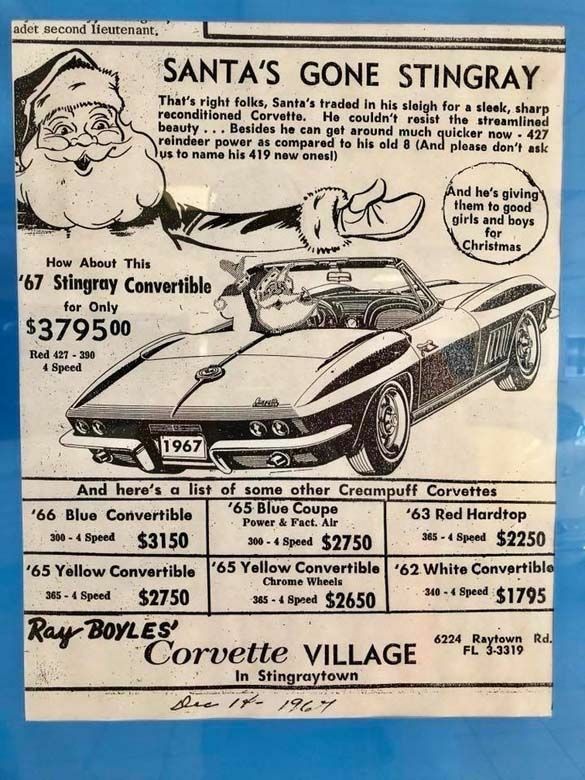 adet second lieutenant,
SANTA'S GONE STINGRAY
That's right folks, Santa's traded in his sleigh for a sleek, sharp
reconditioned Corvette. He couldn't resist the streamlined
beauty . . . Besides he can get around much quicker now - 427
reindeer power as compared to his old 8 (And please don't ask
us to name his 419 new ones!)
And he's giving
them to good
girls and boys
for
Christmas
How About This
'67 Stingray Convertible
for Only
$379500
Red 427 - 390
4 Speed
Corvette
1967
And here's a list of some other Creampuff Corvettes
'66 Blue Convertible
300 - 4 Speed $3150
'65 Blue Coupe
Power & Fact. Air
300 - 4 Speed $2750
'63 Red Hardtop
365 - 4 Speed $2250
'65 Yellow Convertible
365 - 4 Speed $2750
'65 Yellow Convertible
Chrome Wheels
365 - 4 Speed $2650
'62 White Convertible
340 - 4 Speed $1795
Ray BOYLES'
Corvette VILLAGE
In Stingraytown
6224 Raytown Rd.
FL 3-3319
Dec 14 - 1967